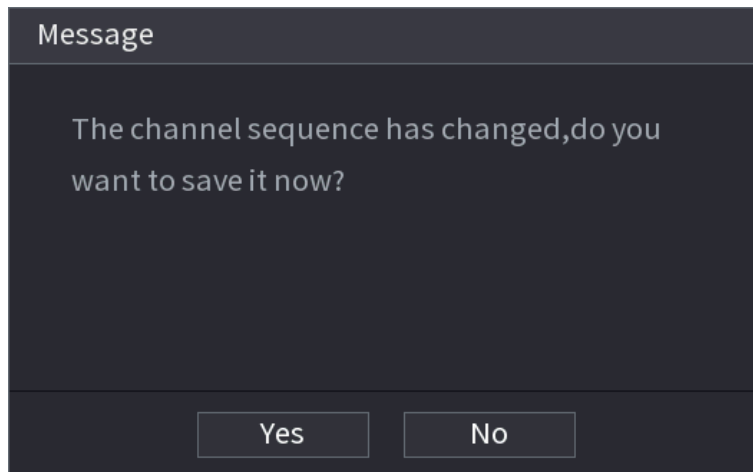 Message
The channel sequence has changed,do you
want to save it now?
Yes
No